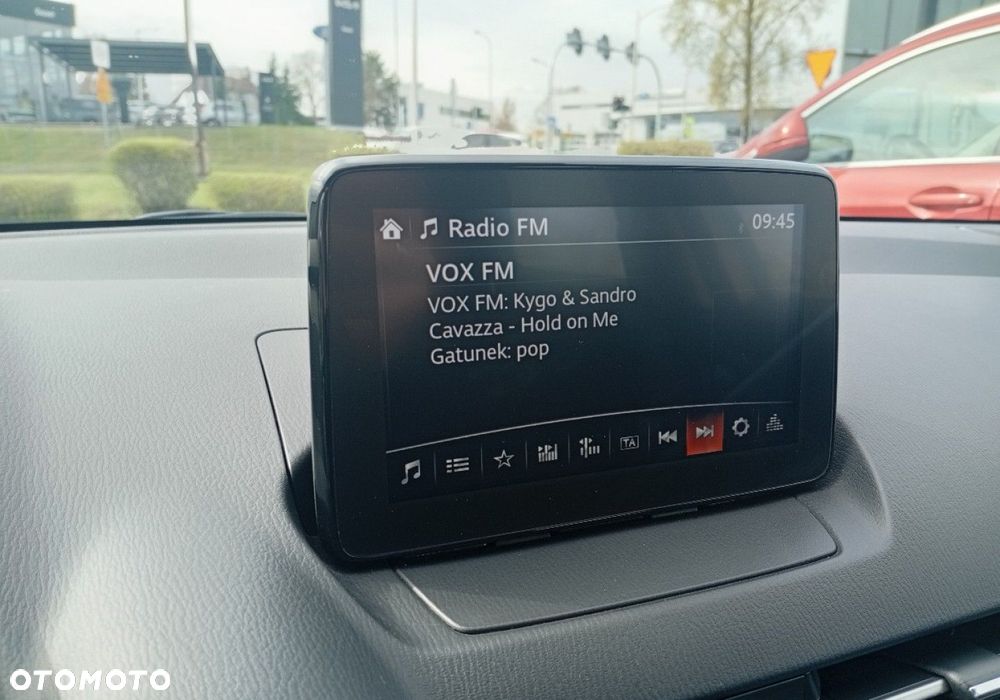 Radio FM
09:45
VOX FM
VOX FM: Kygo & Sandro
Cavazza - Hold on Me
Gatunek: pop
TA
OTOMOTO